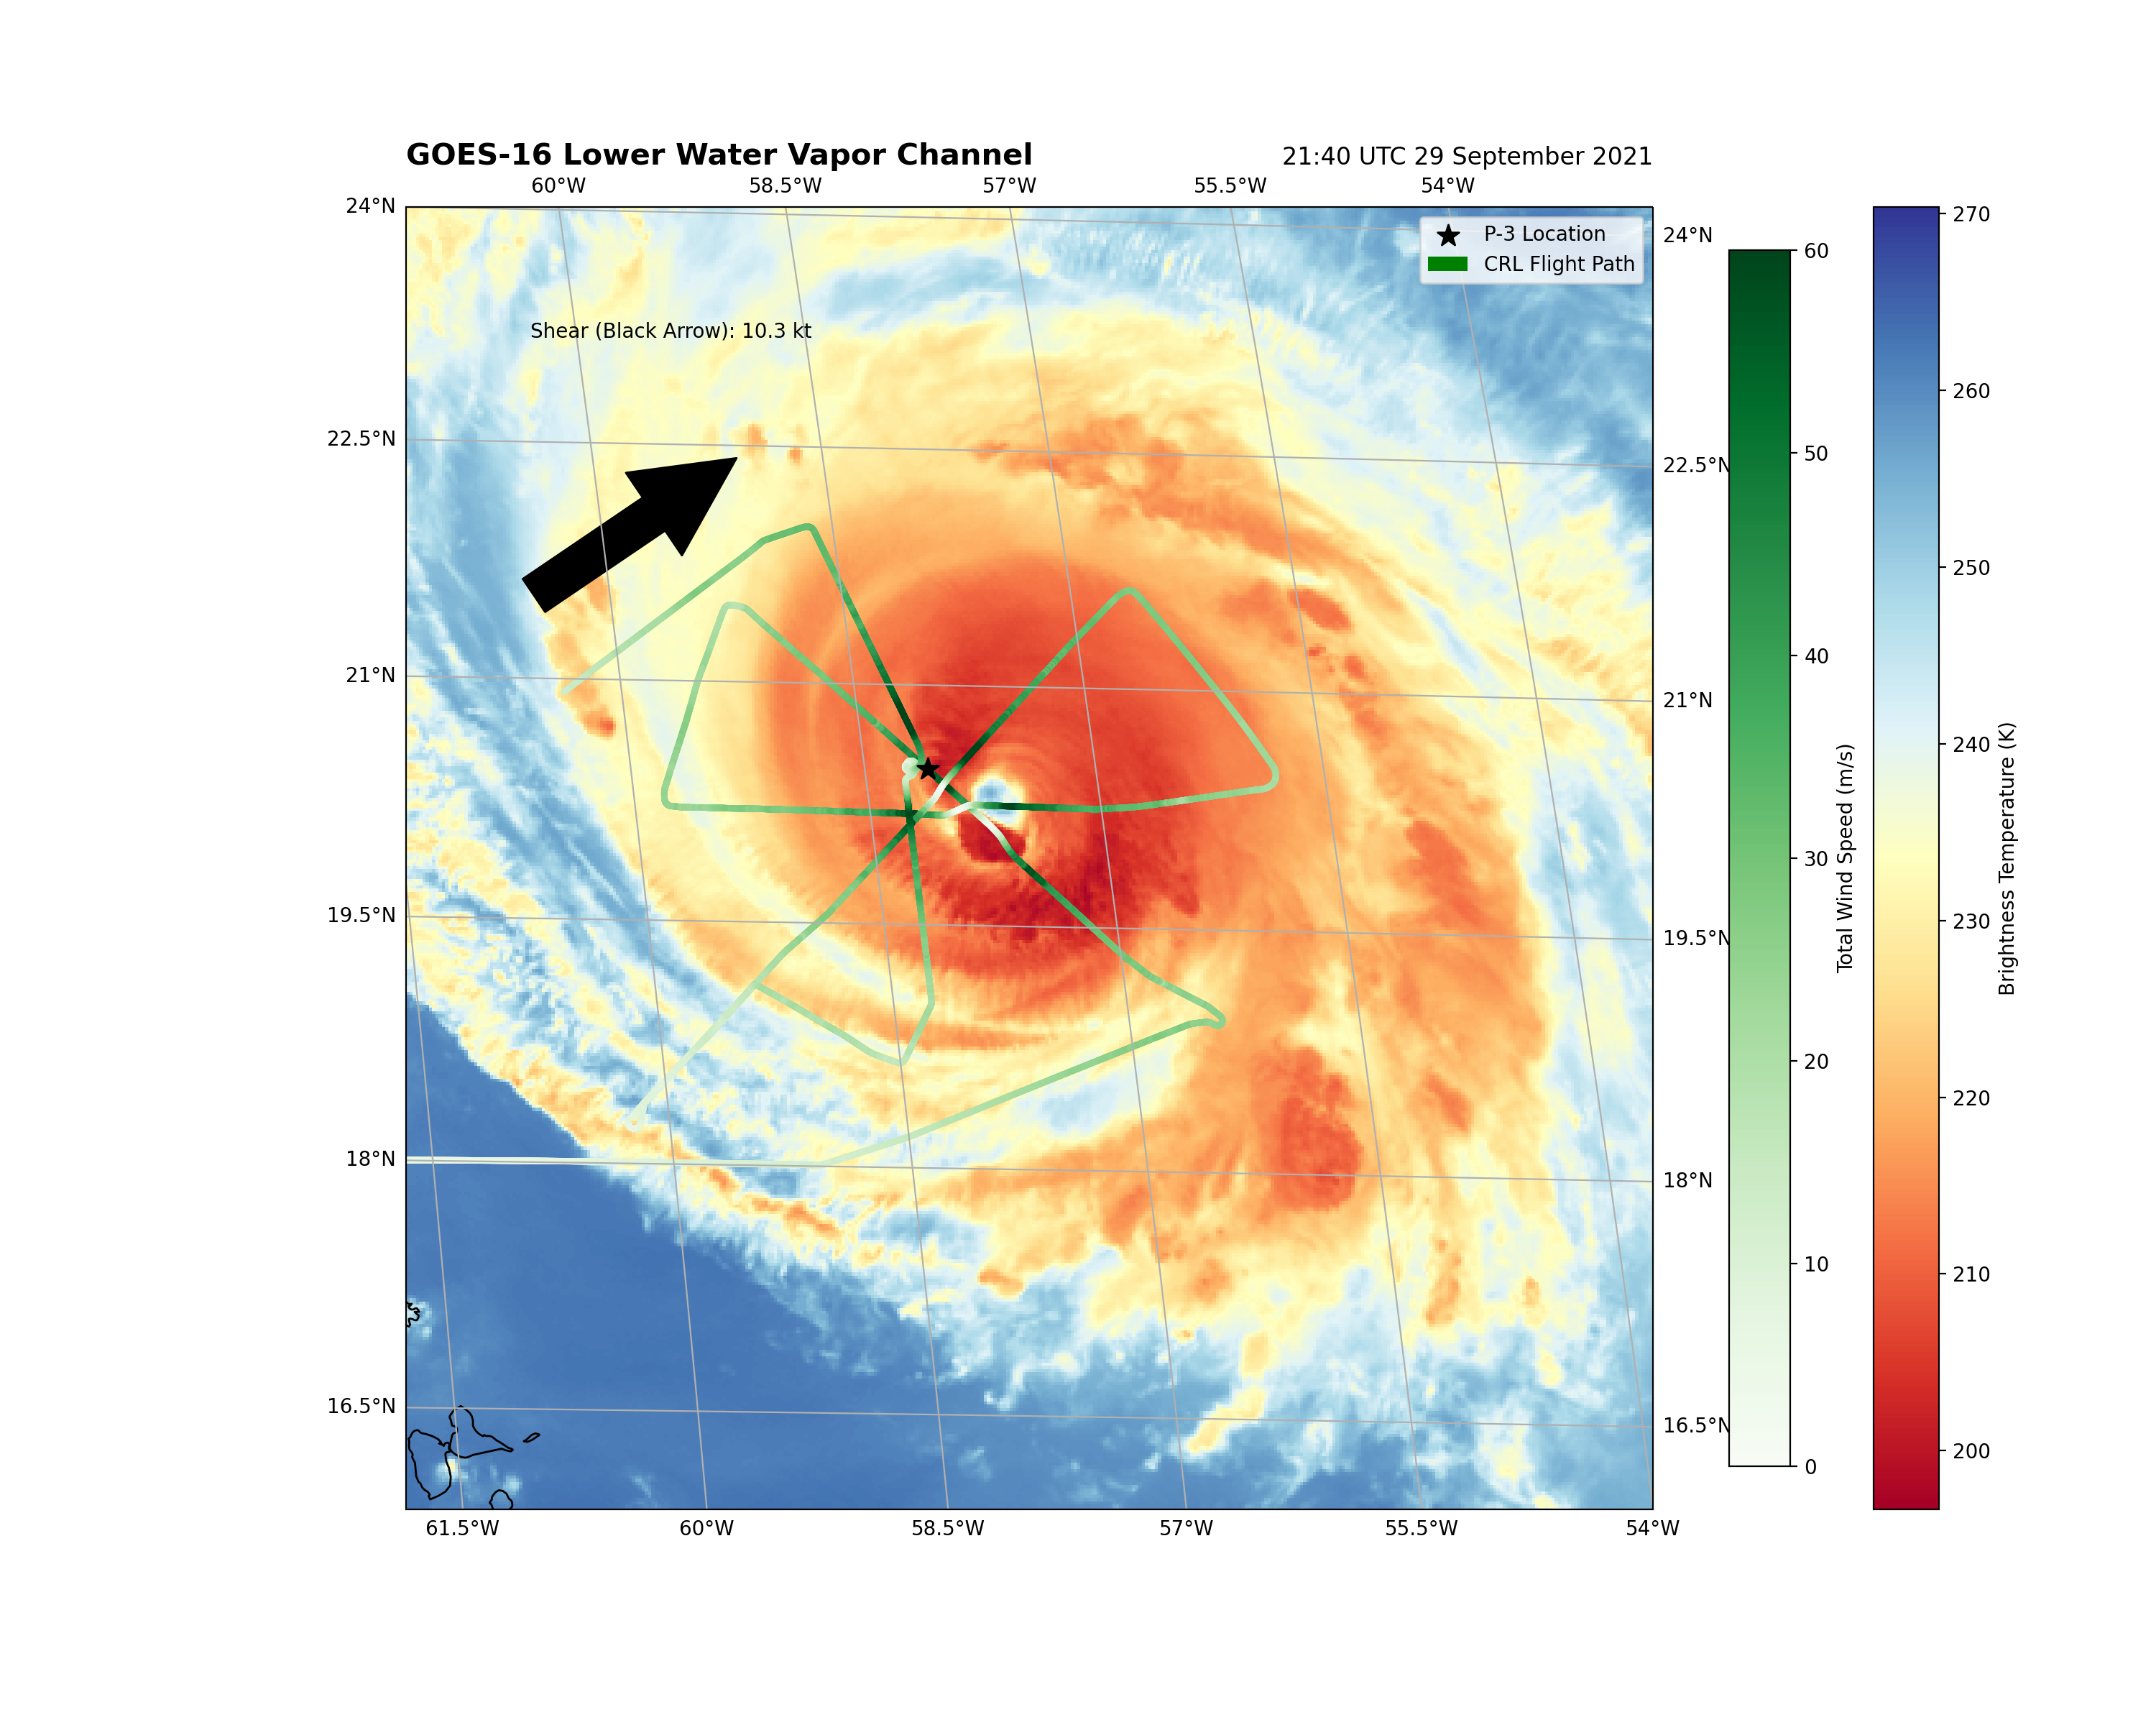 GOES-16 Lower Water Vapor Channel
21:40 UTC 29 September 2021
60°W 58.5°W 57°W 55.5°W 54°W
24°N
24°N
P-3 Location
CRL Flight Path
Shear (Black Arrow): 10.3 kt
22.5°N
22.5°N
21°N
21°N
19.5°N
19.5°N
18°N
18°N
16.5°N
16.5°N
61.5°W 60°W 58.5°W 57°W 55.5°W 54°W
60
50
40
30
20
10
0
Total Wind Speed (m/s)
270
260
250
240
230
220
210
200
Brightness Temperature (K)